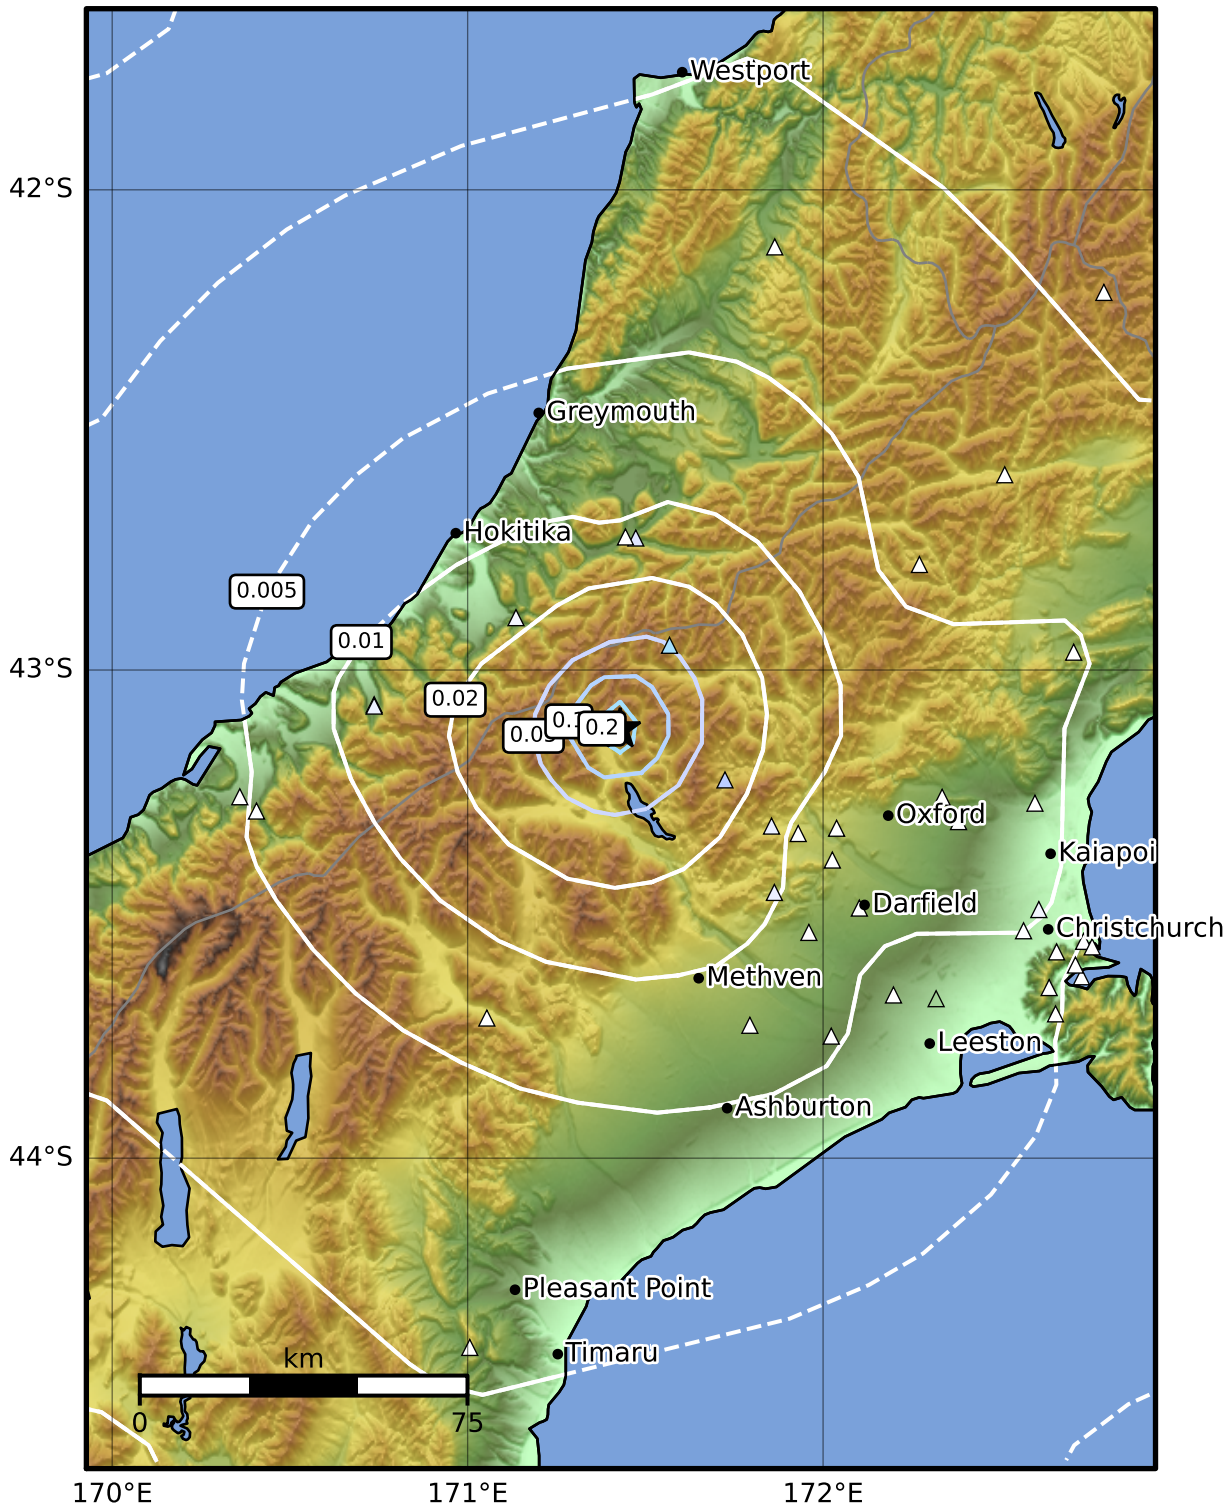 Westport
42°S
Greymouth
Hokitika
0.005
0.01
43°S
0.02
0.2
Oxford
Kaiapoi
Darfield
Christchurch
Methven
Leeston
Ashburton
44°S
Pleasant Point
Timaru
km
0
75
170°E
171°E
172°E